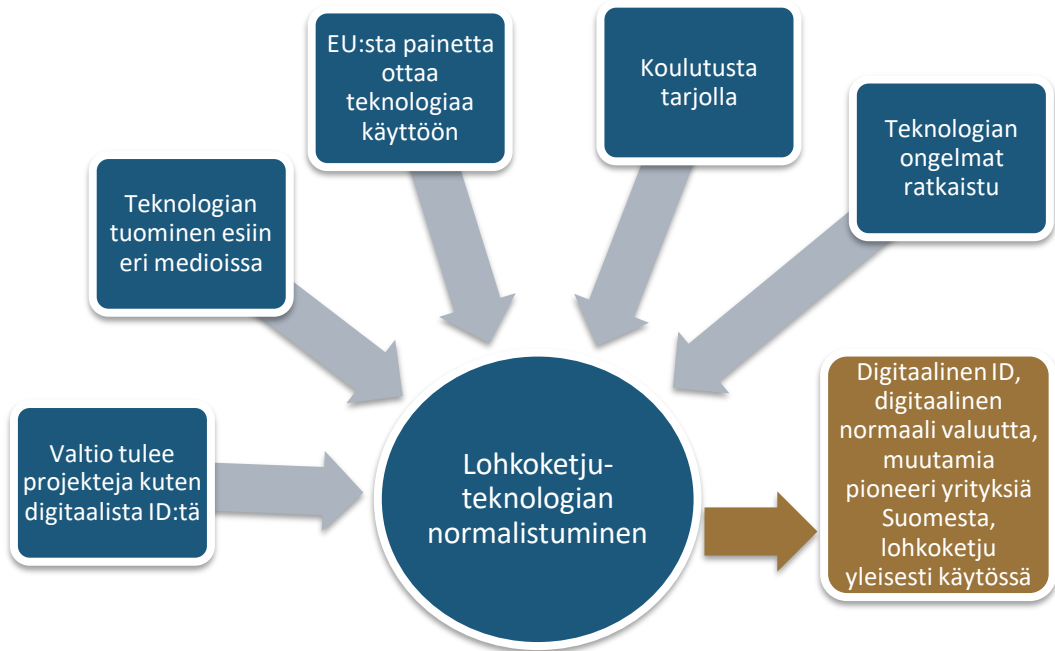 Valtio tulee
projekteja kuten
digitaalista ID:tä
Teknologian
tuominen esiin
eri medioissa
EU:sta painetta
ottaa
teknologiaa
käyttöön
Koulutusta
tarjolla
Teknologian
ongelmat
ratkaistu
Lohkoketju-
teknologian
normalistuminen
Digitaalinen ID,
digitaalinen
normaali valuutta,
muutamia
pioneeri yrityksiä
Suomesta,
lohkoketju
yleisesti käytössä